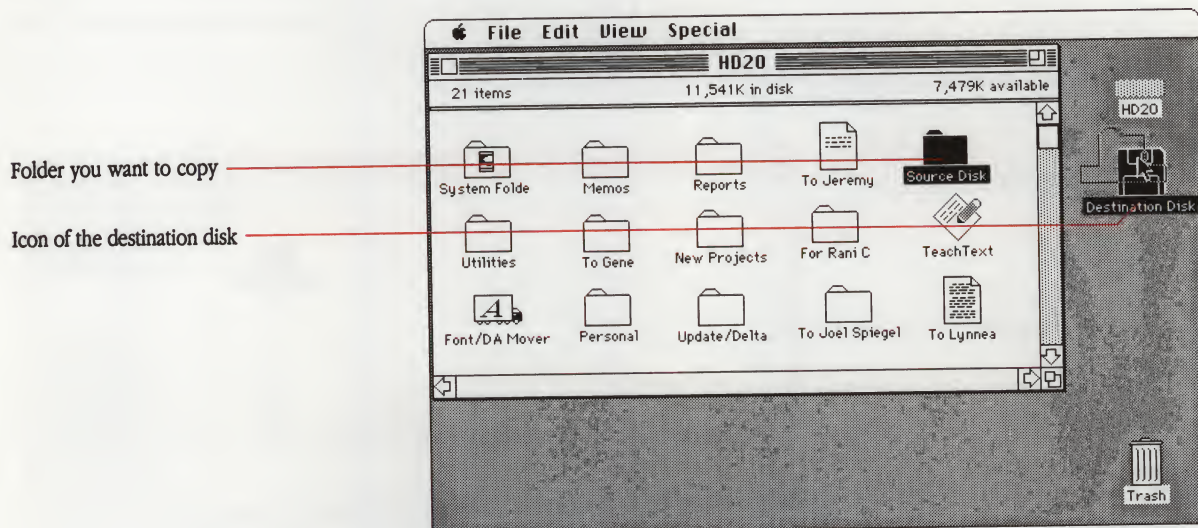 File Edit View Special
HD20
21 items 11,541K in disk 7,479K available
HD20
Folder you want to copy
System Folde Memos Reports To Jeremy Source Disk
Destination Disk
Icon of the destination disk
Utilities To Gene New Projects For Rani C TeachText
Font/DA Mover Personal Update/Delta To Joel Spiegel To Lynnea
Trash